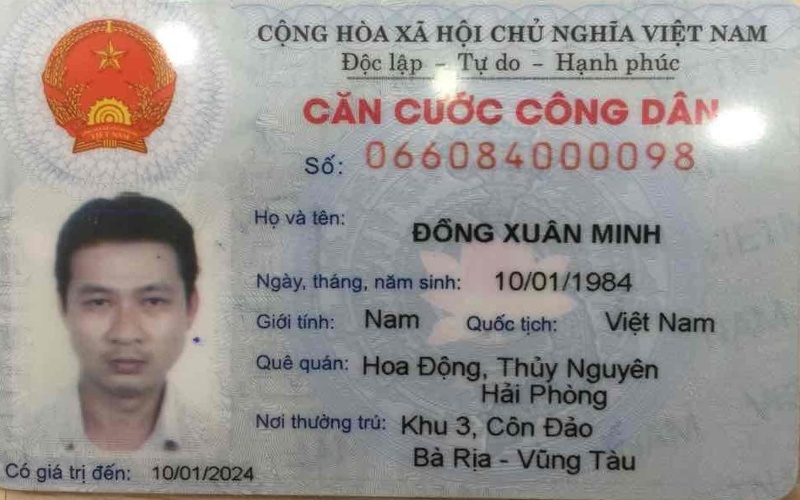 CỘNG HÒA XÃ HỘI CHỦ NGHĨA VIỆT NAM
Độc lập - Tự do - Hạnh phúc
CĂN CƯỚC CÔNG DÂN
Số: 066084000098
Họ và tên: ĐỒNG XUÂN MINH
Ngày, tháng, năm sinh: 10/01/1984
Giới tính: Nam Quốc tịch: Việt Nam
Quê quán: Hoa Động, Thủy Nguyên
Hải Phòng
Nơi thường trú: Khu 3, Côn Đảo
Bà Rịa - Vũng Tàu
Có giá trị đến: 10/01/2024